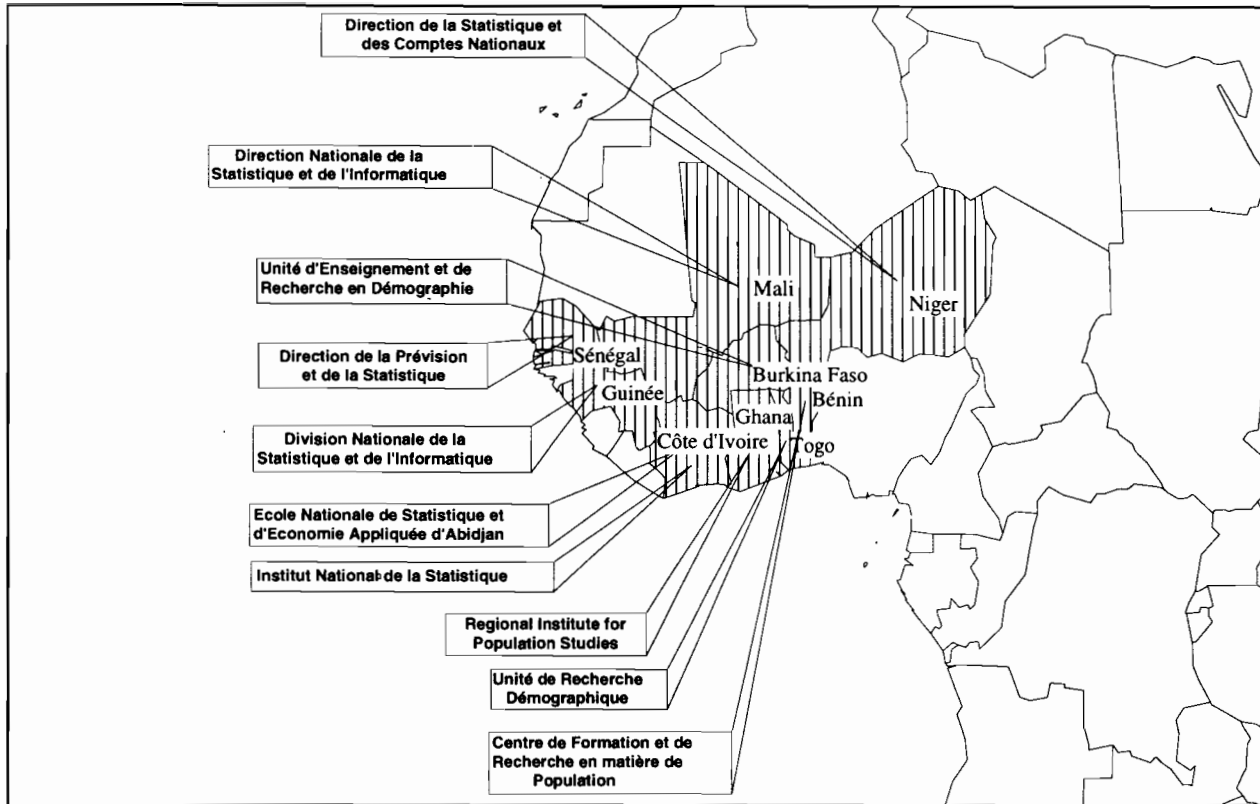 Direction de la Statistique et
des Comptes Nationaux
Direction Nationale de la
Statistique et de l'Informatique
Unité d'Enseignement et de
Recherche en Démographie
Direction de la Prévision
et de la Statistique
Division Nationale de la
Statistique et de l'Informatique
Ecole Nationale de Statistique et
d'Economie Appliquée d'Abidjan
Institut National de la Statistique
Regional Institute for
Population Studies
Unité de Recherche
Démographique
Centre de Formation et de
Recherche en matière de
Population
Mali
Niger
Sénégal
Burkina Faso
Guinée
Bénin
Ghana
Côte d'Ivoire
Togo